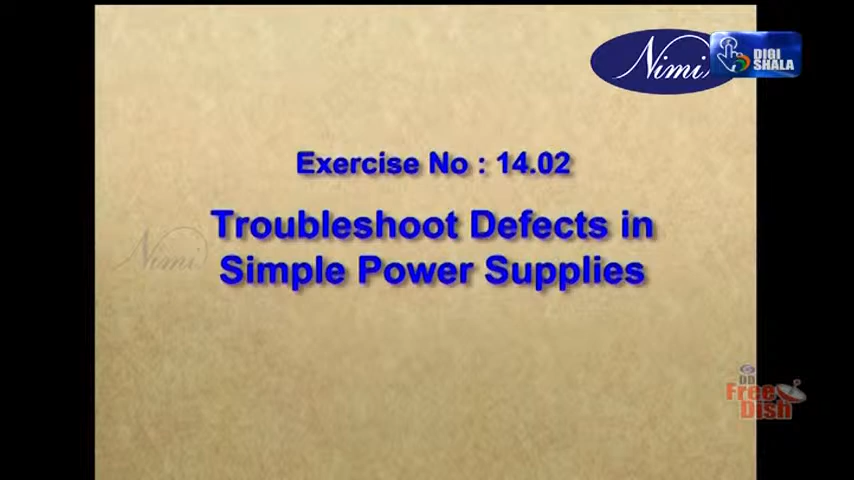 Nimi
DIGI
SHALA
Exercise No : 14.02
Troubleshoot Defects in
Nimi
Simple Power Supplies
DD
Free
Dish